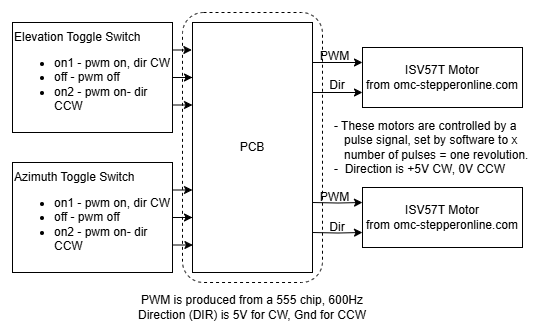 Elevation Toggle Switch
• on1 - pwm on, dir CW
• off - pwm off
• on2 - pwm on- dir
CCW
PCB
PWM
Dir
ISV57T Motor
from omc-stepperonline.com
- These motors are controlled by a
pulse signal, set by software to x
number of pulses = one revolution.
- Direction is +5V CW, 0V CCW
Azimuth Toggle Switch
• on1 - pwm on, dir CW
• off - pwm off
• on2 - pwm on- dir
CCW
PWM
Dir
ISV57T Motor
from omc-stepperonline.com
PWM is produced from a 555 chip, 600Hz
Direction (DIR) is 5V for CW, Gnd for CCW